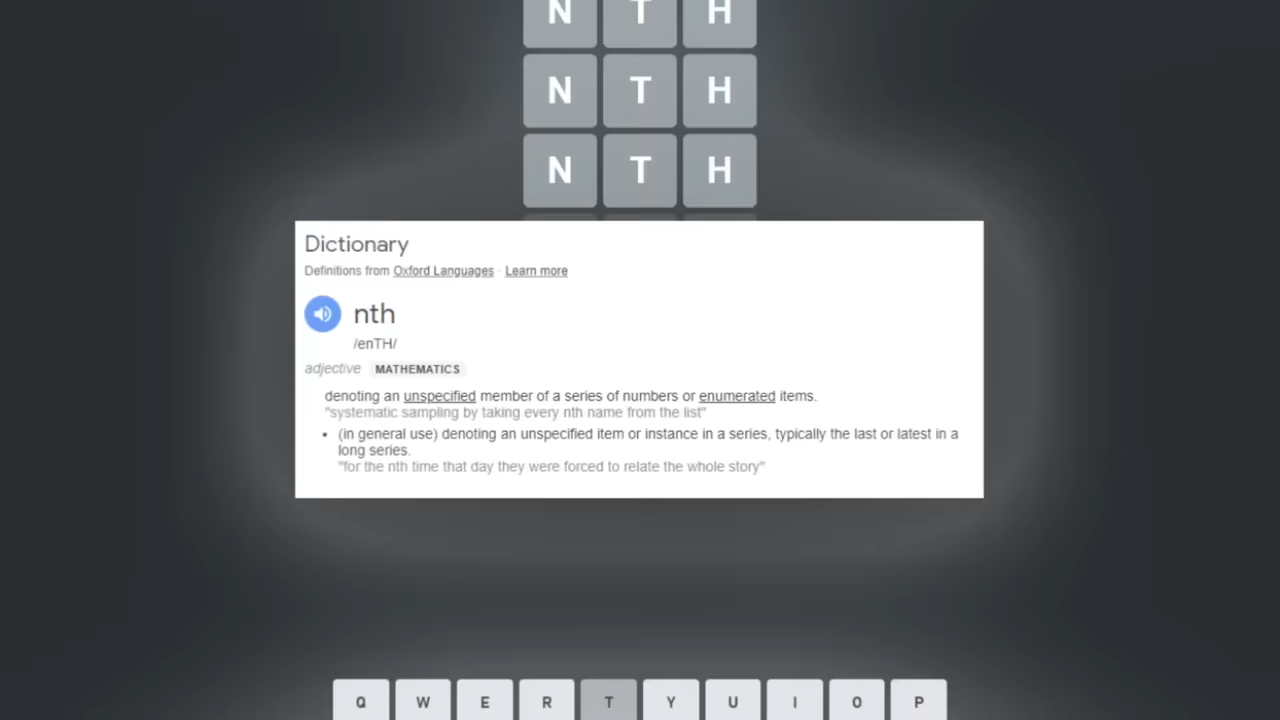 N T H
N T H
N T H
Dictionary
Definitions from Oxford Languages · Learn more
nth
/enTH/
adjective MATHEMATICS
denoting an unspecified member of a series of numbers or enumerated items.
"systematic sampling by taking every nth name from the list"
• (in general use) denoting an unspecified item or instance in a series, typically the last or latest in a
long series.
"for the nth time that day they were forced to relate the whole story"
Q W E R T Y U I O P